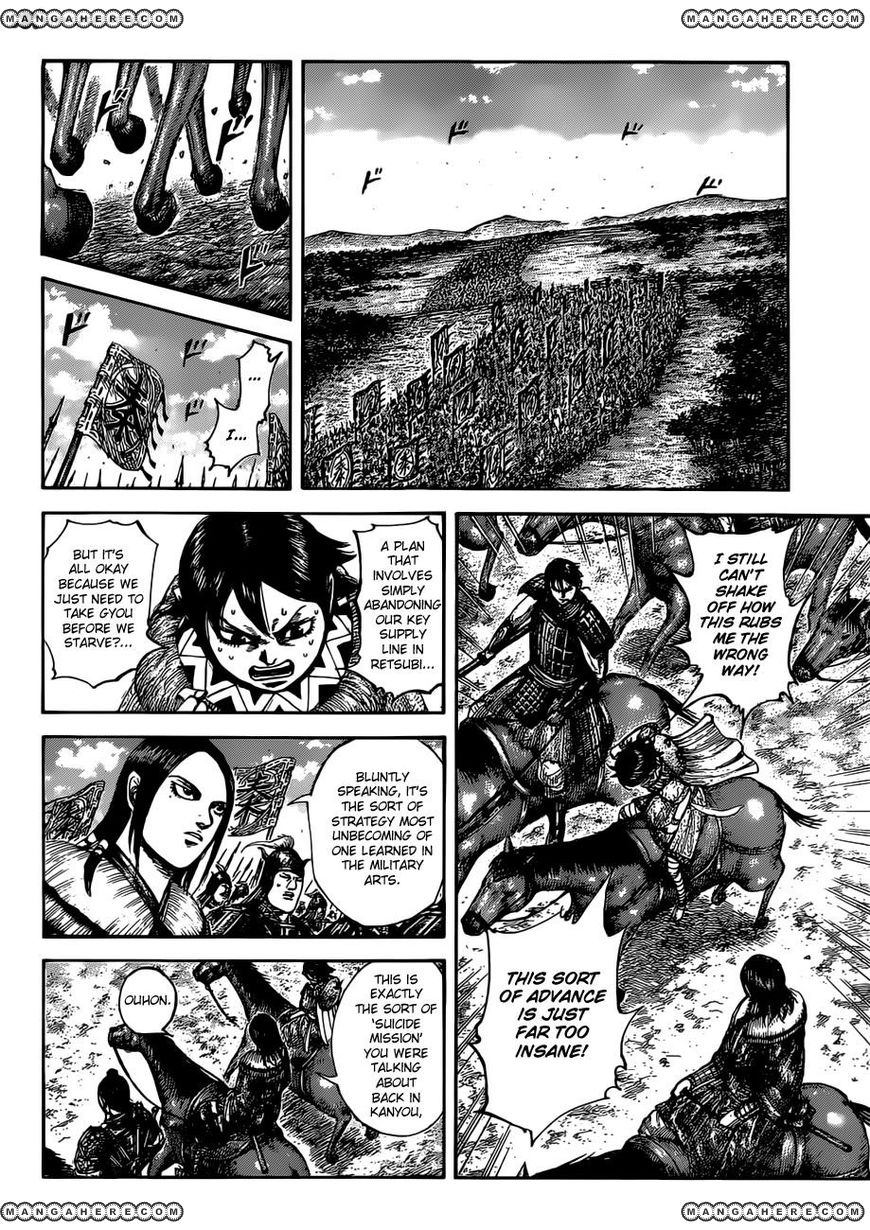 MANGAHERE.COM
MANGAHERE.COM
ド
ド
ド
ド
ド
ド
ド
ド
ド
ド
...
I...
秦
I STILL
CAN'T
SHAKE
OFF HOW
THIS RUBS
ME THE
WRONG
WAY!
A PLAN
THAT
INVOLVES
SIMPLY
ABANDONING
OUR KEY
SUPPLY
LINE IN
RETSUBI...
BUT IT'S
ALL OKAY
BECAUSE WE
JUST NEED TO
TAKE GYOU
BEFORE WE
STARVE?...
THIS SORT
OF ADVANCE
IS JUST
FAR TOO
INSANE!
BLUNTLY
SPEAKING, IT'S
THE SORT OF
STRATEGY MOST
UNBECOMING OF
ONE LEARNED IN
THE MILITARY
ARTS.
THIS IS
EXACTLY
THE SORT OF
'SUICIDE
MISSION'
YOU WERE
TALKING
ABOUT
BACK IN
KANYOU,
OUHON.
MANGAHERE.COM
MANGAHERE.COM